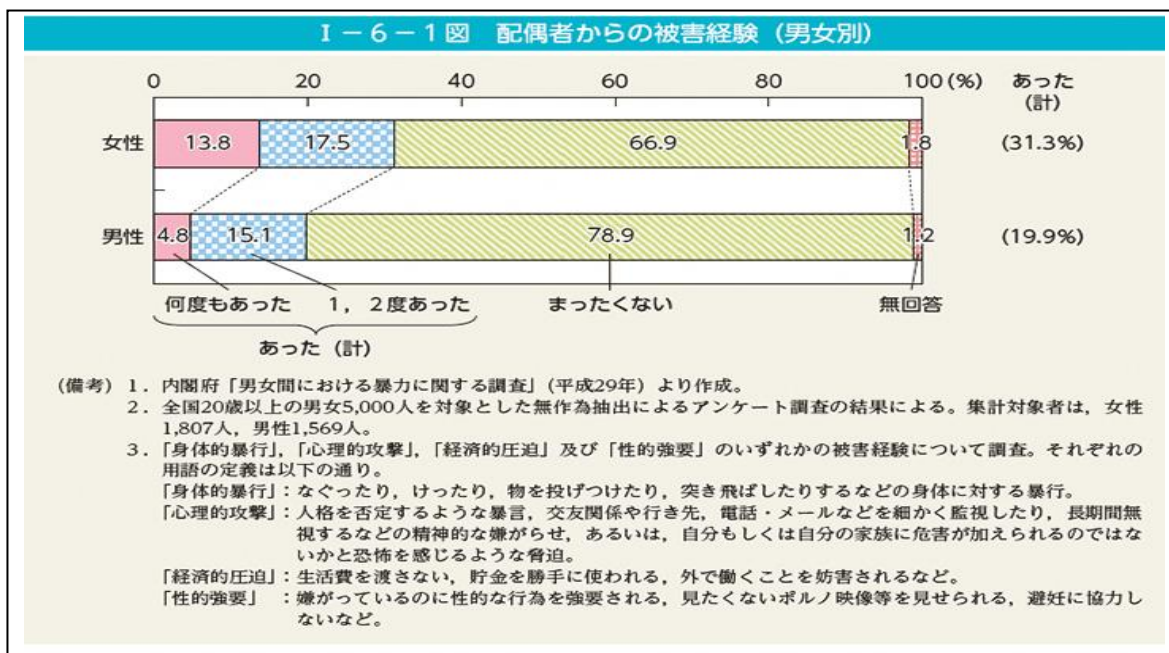 Ⅰ－6－1図 配偶者からの被害経験（男女別）
0 20 40 60 80 100(%) あった
(計)
女性 13.8 17.5 66.9 1.8 (31.3%)
男性 4.8 15.1 78.9 1.2 (19.9%)
何度もあった 1，2度あった まったくない 無回答
あった（計）
（備考）1．内閣府「男女間における暴力に関する調査」（平成29年）より作成。
2．全国20歳以上の男女5,000人を対象とした無作為抽出によるアンケート調査の結果による。集計対象者は，女性
1,807人，男性1,569人。
3．「身体的暴行」，「心理的攻撃」，「経済的圧迫」及び「性的強要」のいずれかの被害経験について調査。それぞれの
用語の定義は以下の通り。
「身体的暴行」：なぐったり，けったり，物を投げつけたり，突き飛ばしたりするなどの身体に対する暴行。
「心理的攻撃」：人格を否定するような暴言，交友関係や行き先，電話・メールなどを細かく監視したり，長期間無
視するなどの精神的な嫌がらせ，あるいは，自分もしくは自分の家族に危害が加えられるのではな
いかと恐怖を感じるような脅迫。
「経済的圧迫」：生活費を渡さない，貯金を勝手に使われる，外で働くことを妨害されるなど。
「性的強要」 ：嫌がっているのに性的な行為を強要される，見たくないポルノ映像等を見せられる，避妊に協力し
ないなど。